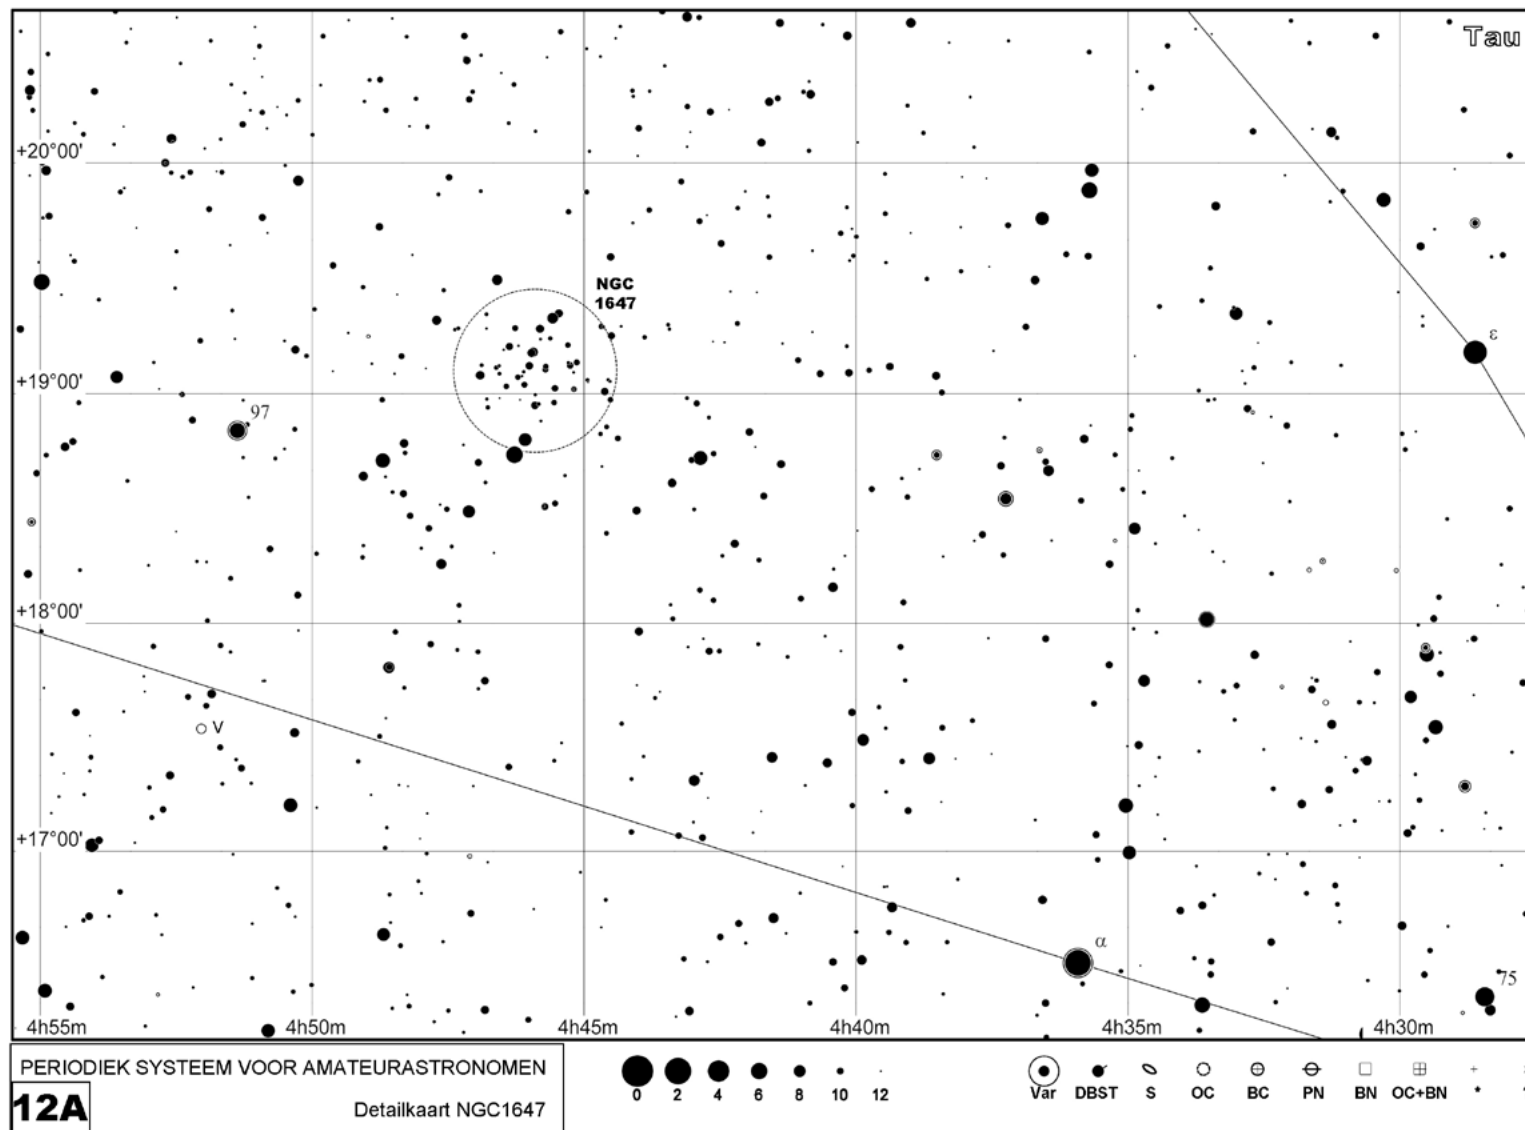 Tau
+20°00'
NGC
1647
ε
+19°00'
97
+18°00'
V
+17°00'
α
75
4h55m
4h50m
4h45m
4h40m
4h35m
4h30m
PERIODIEK SYSTEEM VOOR AMATEURASTRONOMEN
12A
Detailkaart NGC1647
0 2 4 6 8 10 12
Var DBST S OC BC PN BN OC+BN *